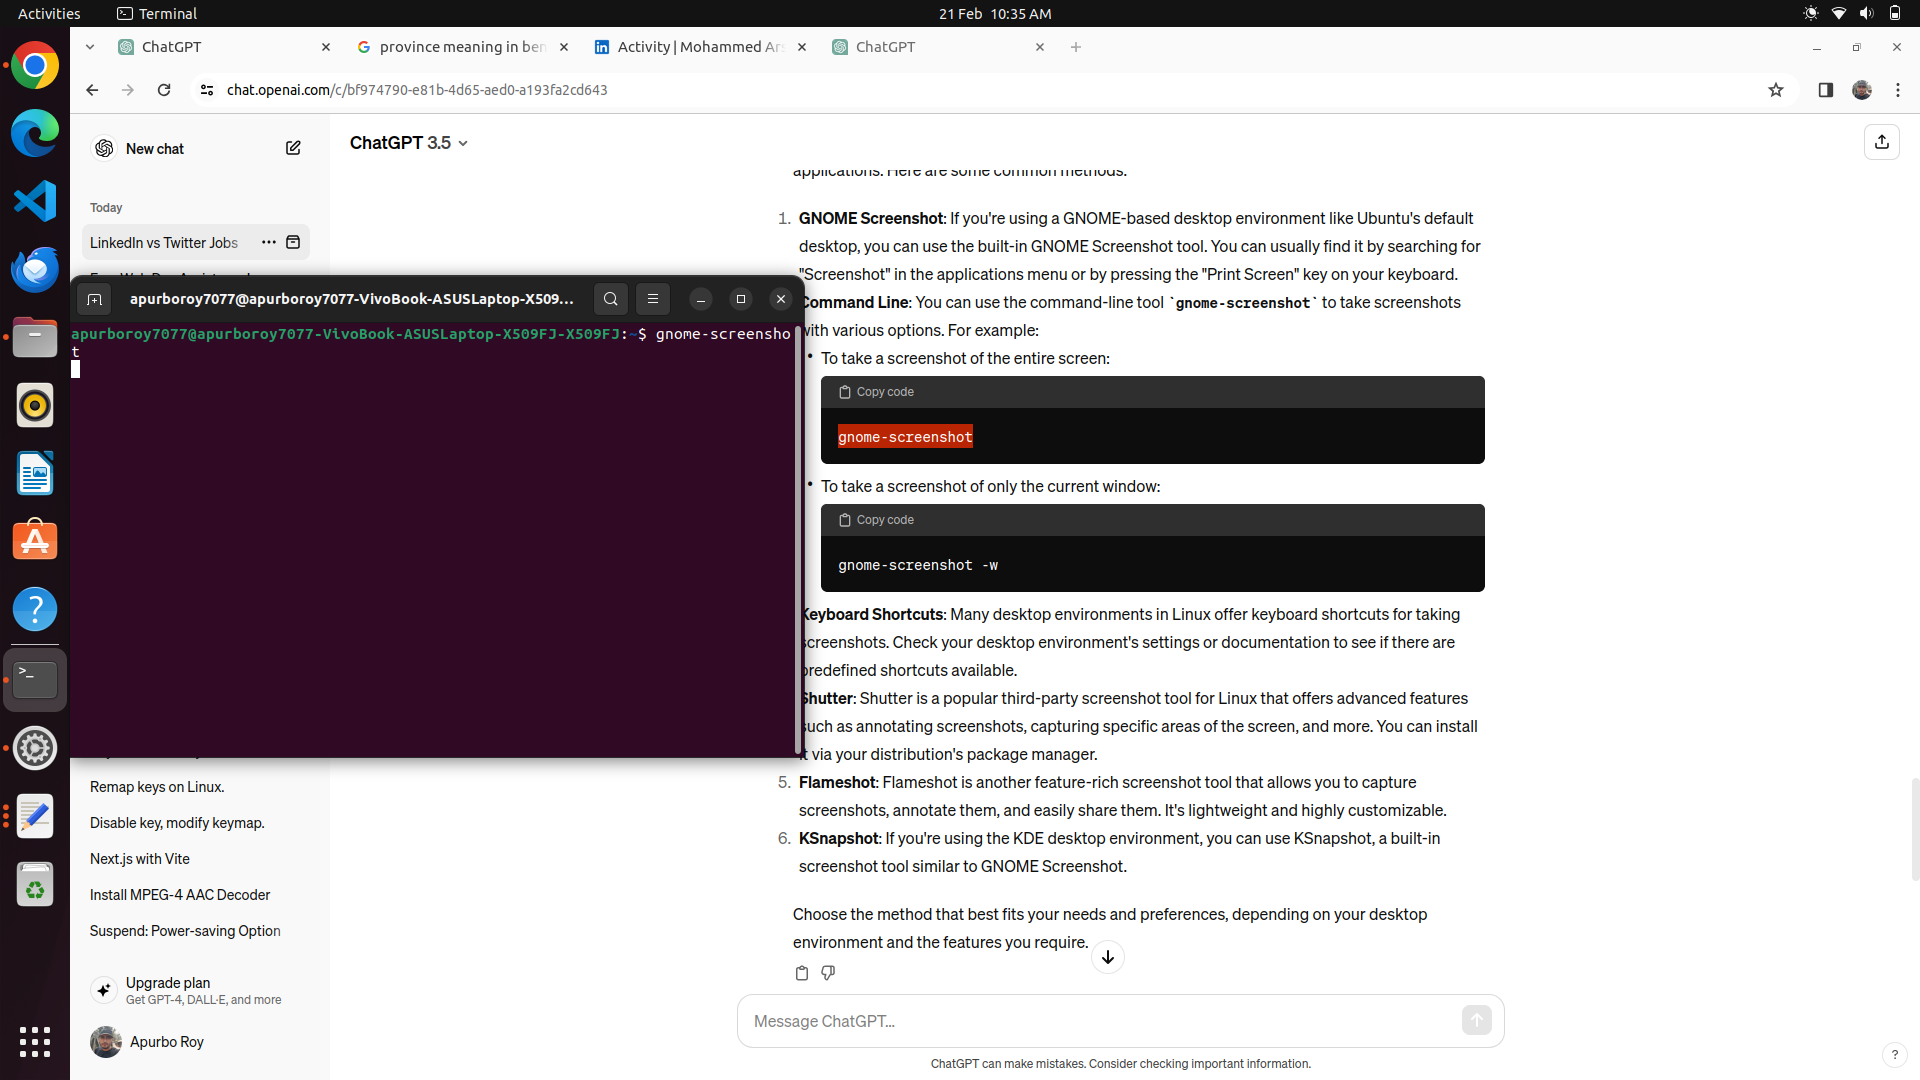 Activities
Terminal
21 Feb 10:35 AM
ChatGPT
province meaning in ben
Activity | Mohammed Ars
ChatGPT
chat.openai.com/c/bf974790-e81b-4d65-aed0-a193fa2cd643
New chat
ChatGPT 3.5
Today
LinkedIn vs Twitter Jobs
apurboroy7077@apurboroy7077-VivoBook-ASUSLaptop-X509...
apurboroy7077@apurboroy7077-VivoBook-ASUSLaptop-X509FJ-X509FJ:~$ gnome-screensho
t
Remap keys on Linux.
Disable key, modify keymap.
Next.js with Vite
Install MPEG-4 AAC Decoder
Suspend: Power-saving Option
Upgrade plan
Get GPT-4, DALL·E, and more
Apurbo Roy
applications. Here are some common methods:
1. GNOME Screenshot: If you're using a GNOME-based desktop environment like Ubuntu's default
desktop, you can use the built-in GNOME Screenshot tool. You can usually find it by searching for
"Screenshot" in the applications menu or by pressing the "Print Screen" key on your keyboard.
Command Line: You can use the command-line tool `gnome-screenshot` to take screenshots
with various options. For example:
• To take a screenshot of the entire screen:
Copy code
gnome-screenshot
• To take a screenshot of only the current window:
Copy code
gnome-screenshot -w
Keyboard Shortcuts: Many desktop environments in Linux offer keyboard shortcuts for taking
screenshots. Check your desktop environment's settings or documentation to see if there are
predefined shortcuts available.
Shutter: Shutter is a popular third-party screenshot tool for Linux that offers advanced features
such as annotating screenshots, capturing specific areas of the screen, and more. You can install
it via your distribution's package manager.
5. Flameshot: Flameshot is another feature-rich screenshot tool that allows you to capture
screenshots, annotate them, and easily share them. It's lightweight and highly customizable.
6. KSnapshot: If you're using the KDE desktop environment, you can use KSnapshot, a built-in
screenshot tool similar to GNOME Screenshot.
Choose the method that best fits your needs and preferences, depending on your desktop
environment and the features you require.
Message ChatGPT...
ChatGPT can make mistakes. Consider checking important information.
?